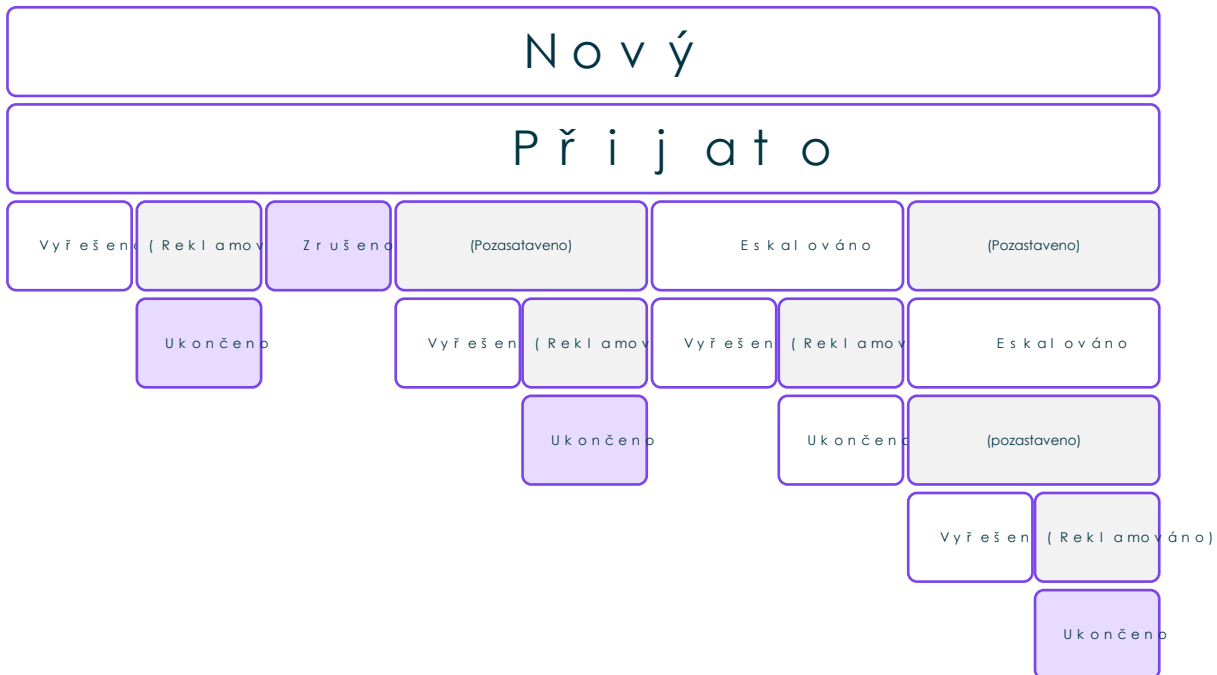 Nový
Přijato
Vyřešeno
(Reklamov
Zrušeno
(Pozasataveno)
Eskalováno
(Pozastaveno)
Ukončeno
Vyřešen
(Reklamov
Vyřešen
(Reklamov
Eskalováno
Ukončeno
Ukončeno
(pozastaveno)
Vyřešen
(Reklamováno)
Ukončeno